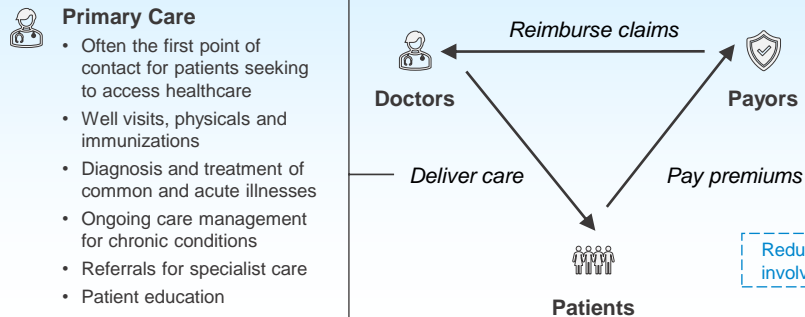 Primary Care
• Often the first point of
contact for patients seeking
to access healthcare
• Well visits, physicals and
immunizations
• Diagnosis and treatment of
common and acute illnesses
• Ongoing care management
for chronic conditions
• Referrals for specialist care
• Patient education
Reimburse claims
Doctors
Payors
Deliver care
Pay premiums
Patients